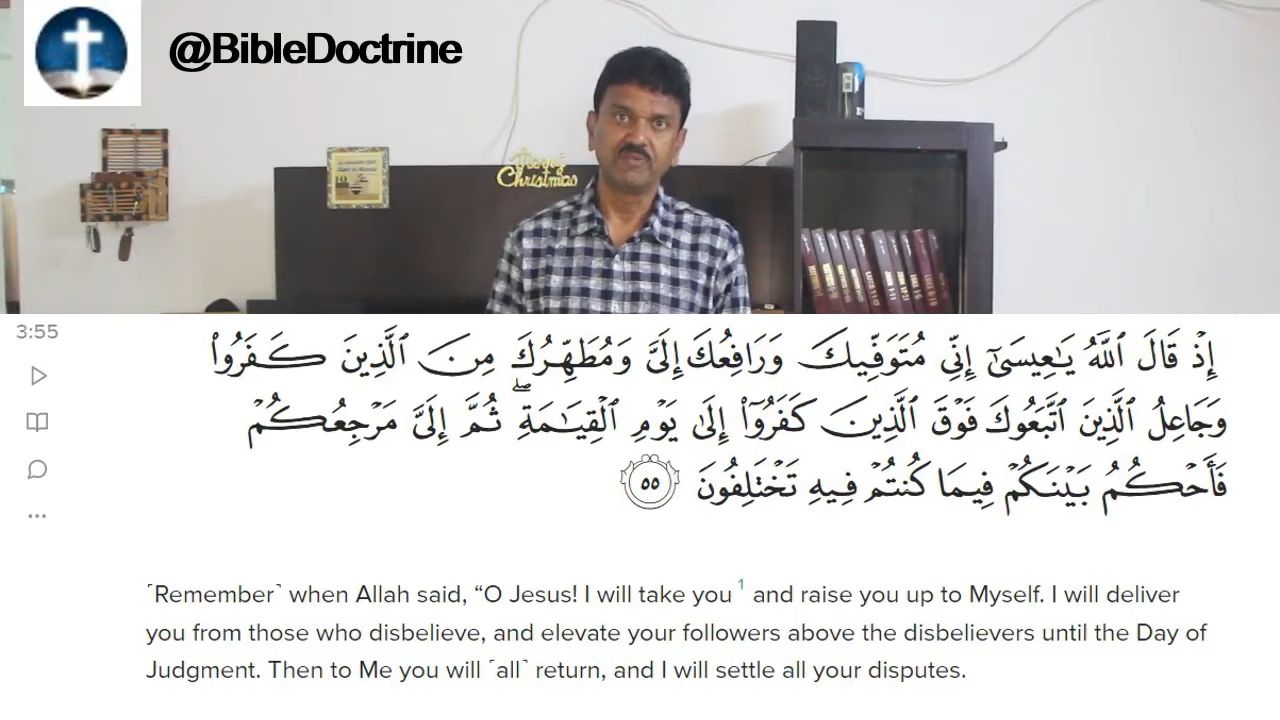 @BibleDoctrine
Merry
Christmas
3:55
إِذْ قَالَ ٱللَّهُ يَـٰعِيسَىٰٓ إِنِّى مُتَوَفِّيكَ وَرَافِعُكَ إِلَىَّ وَمُطَهِّرُكَ مِنَ ٱلَّذِينَ كَفَرُوا۟
وَجَاعِلُ ٱلَّذِينَ ٱتَّبَعُوكَ فَوْقَ ٱلَّذِينَ كَفَرُوٓا۟ إِلَىٰ يَوْمِ ٱلْقِيَـٰمَةِ ۖ ثُمَّ إِلَىَّ مَرْجِعُكُمْ
فَأَحْكُمُ بَيْنَكُمْ فِيمَا كُنتُمْ فِيهِ تَخْتَلِفُونَ ٥٥
˹Remember˺ when Allah said, “O Jesus! I will take you 1 and raise you up to Myself. I will deliver
you from those who disbelieve, and elevate your followers above the disbelievers until the Day of
Judgment. Then to Me you will ˹all˺ return, and I will settle all your disputes.